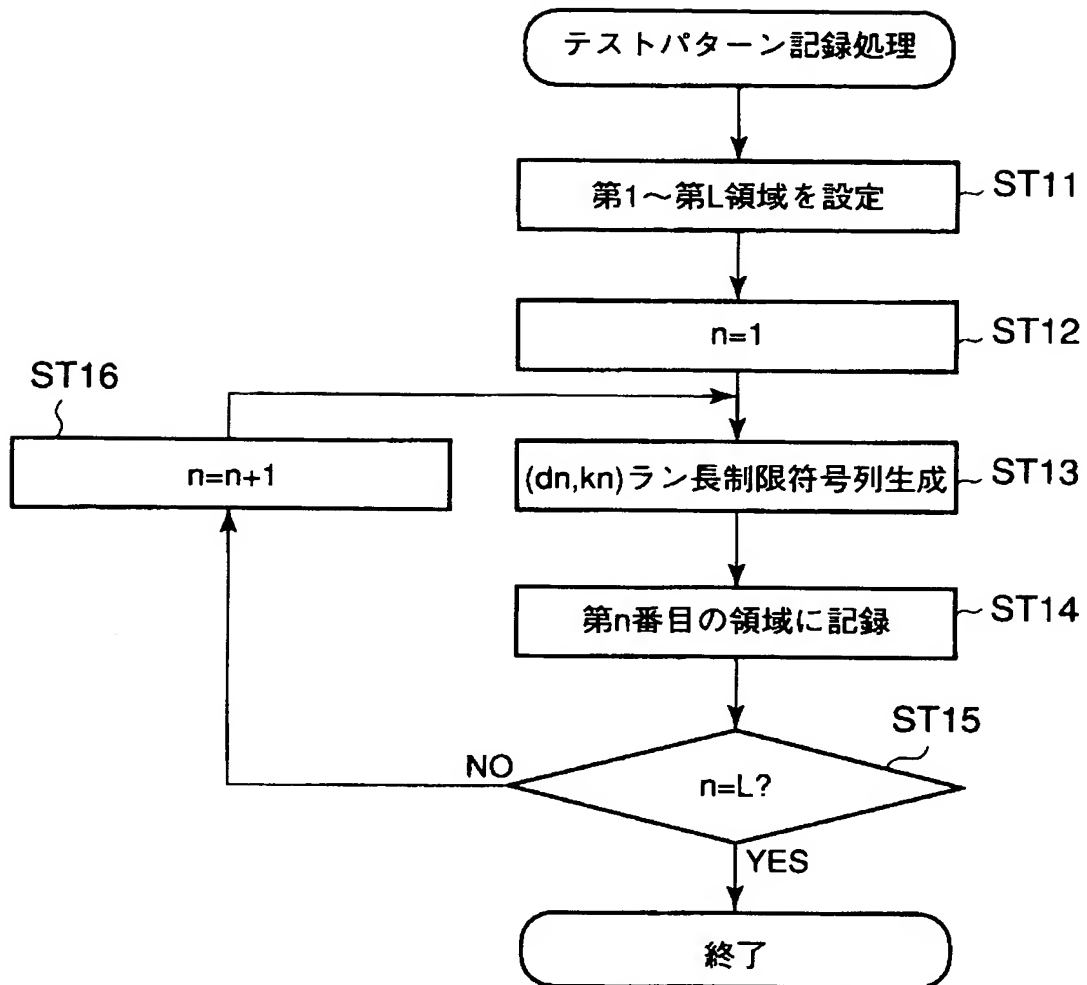 テストパターン記録処理
第1～第L領域を設定
ST11
n=1
ST12
ST16
n=n+1
(dn,kn)ラン長制限符号列生成
ST13
第n番目の領域に記録
ST14
ST15
NO
n=L?
YES
終了